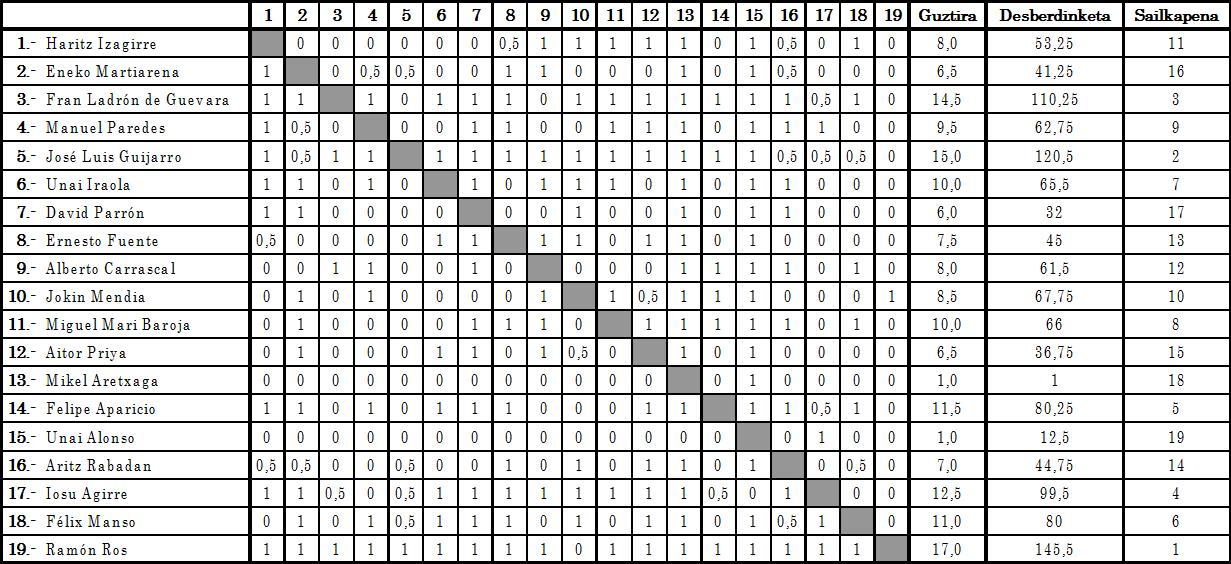 1 2 3 4 5 6 7 8 9 10 11 12 13 14 15 16 17 18 19 Guztira Desberdinketa Sailkapena
1.- Haritz Izagirre 0 0 0 0 0 0 0,5 1 1 1 1 1 0 1 0,5 0 1 0 8,0 53,25 11
2.- Eneko Martiarena 1 0 0,5 0,5 0 0 1 1 0 0 0 1 0 1 0,5 0 0 0 6,5 41,25 16
3.- Fran Ladrón de Guevara 1 1 1 0 1 1 1 0 1 1 1 1 1 1 1 0,5 1 0 14,5 110,25 3
4.- Manuel Paredes 1 0,5 0 0 0 1 1 0 0 1 1 1 0 1 1 1 0 0 9,5 62,75 9
5.- José Luis Guijarro 1 0,5 1 1 1 1 1 1 1 1 1 1 1 1 0,5 0,5 0,5 0 15,0 120,5 2
6.- Unai Iraola 1 1 0 1 0 1 0 1 1 1 0 1 0 1 1 0 0 0 10,0 65,5 7
7.- David Parrón 1 1 0 0 0 0 0 0 1 0 0 1 0 1 1 0 0 0 6,0 32 17
8.- Ernesto Fuente 0,5 0 0 0 0 1 1 1 1 0 1 1 0 1 0 0 0 0 7,5 45 13
9.- Alberto Carrascal 0 0 1 1 0 0 1 0 0 0 0 1 1 1 1 0 1 0 8,0 61,5 12
10.- Jokin Mendia 0 1 0 1 0 0 0 0 1 1 0,5 1 1 1 0 0 0 1 8,5 67,75 10
11.- Miguel Mari Baroja 0 1 0 0 0 0 1 1 1 0 1 1 1 1 1 0 1 0 10,0 66 8
12.- Aitor Priya 0 1 0 0 0 1 1 0 1 0,5 0 1 0 1 0 0 0 0 6,5 36,75 15
13.- Mikel Aretxaga 0 0 0 0 0 0 0 0 0 0 0 0 0 1 0 0 0 0 1,0 1 18
14.- Felipe Aparicio 1 1 0 1 0 1 1 1 0 0 0 1 1 1 1 0,5 1 0 11,5 80,25 5
15.- Unai Alonso 0 0 0 0 0 0 0 0 0 0 0 0 0 0 0 1 0 0 1,0 12,5 19
16.- Aritz Rabadan 0,5 0,5 0 0 0,5 0 0 1 0 1 0 1 1 0 1 0 0,5 0 7,0 44,75 14
17.- Iosu Agirre 1 1 0,5 0 0,5 1 1 1 1 1 1 1 1 0,5 0 1 0 0 12,5 99,5 4
18.- Félix Manso 0 1 0 1 0,5 1 1 1 0 1 0 1 1 0 1 0,5 1 0 11,0 80 6
19.- Ramón Ros 1 1 1 1 1 1 1 1 1 0 1 1 1 1 1 1 1 1 17,0 145,5 1